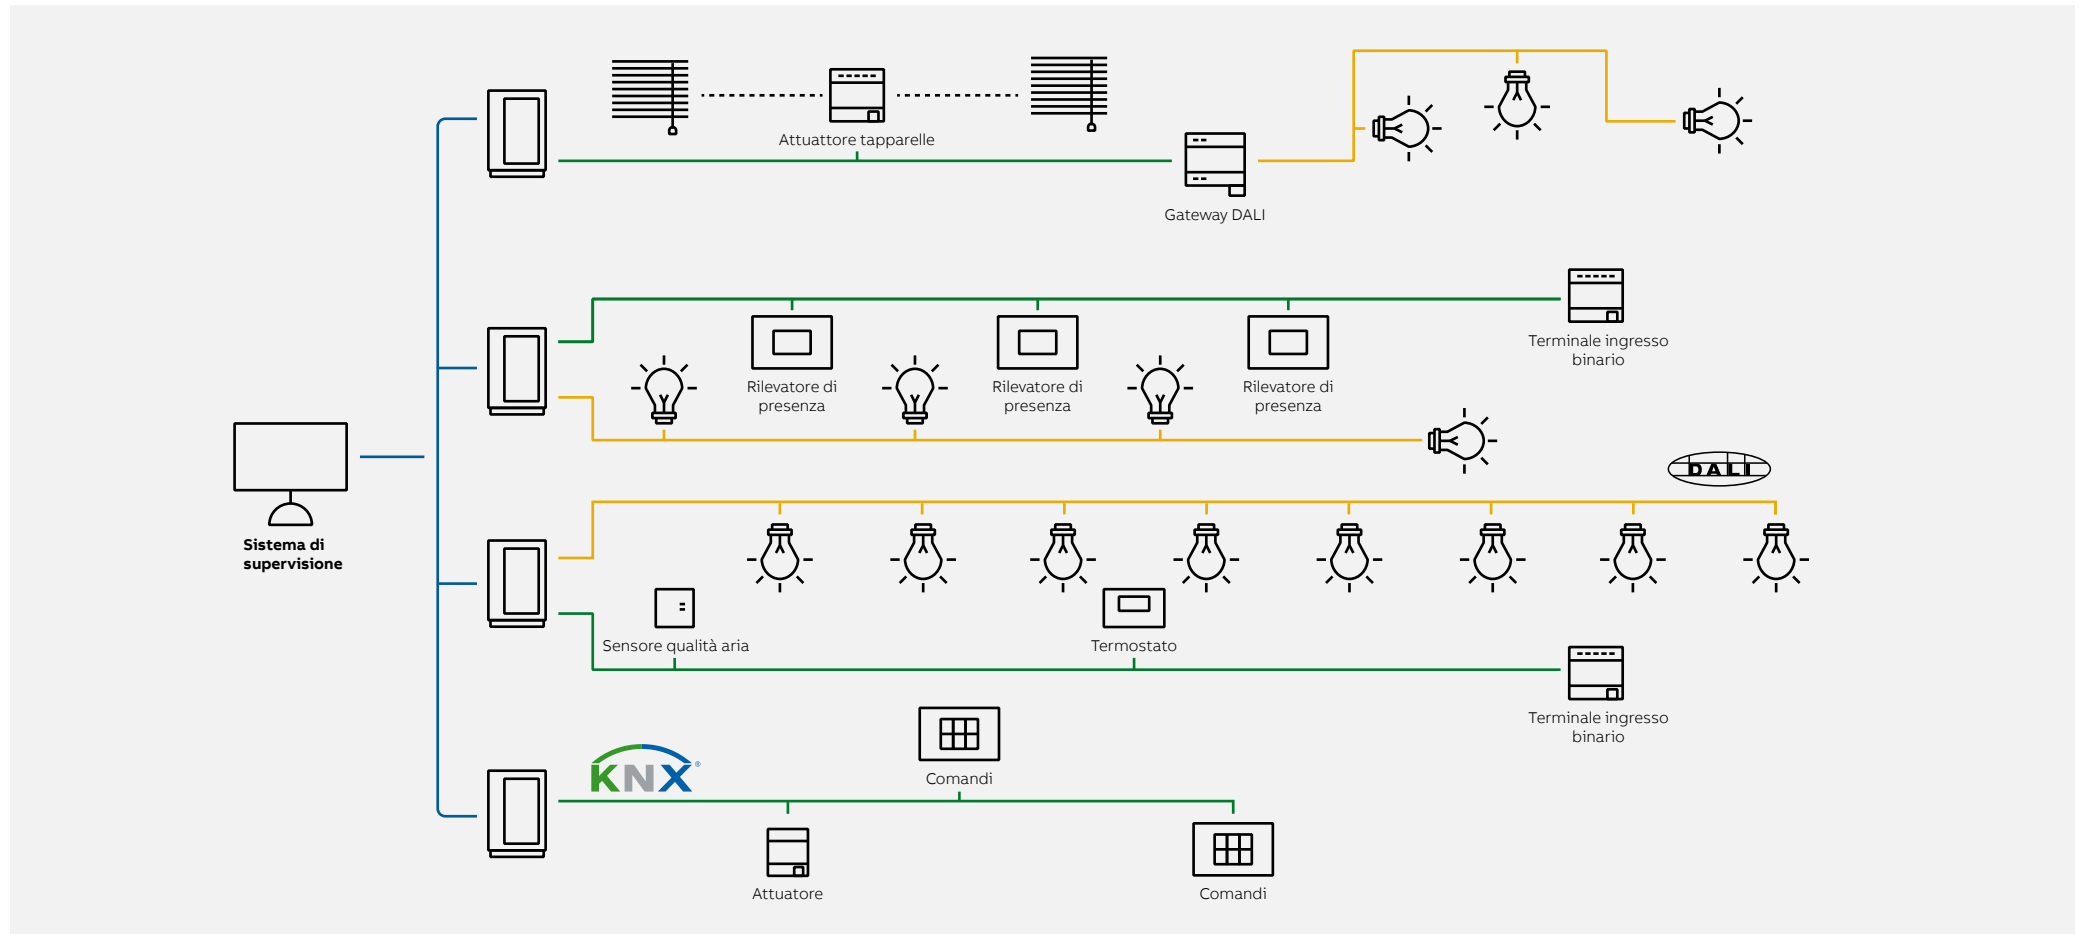 Attuattore tapparelle
Gateway DALI
Terminale ingresso
binario
Rilevatore di
presenza
Rilevatore di
presenza
Rilevatore di
presenza
DALI
Sistema di
supervisione
Sensore qualità aria
Termostato
Terminale ingresso
binario
KNX®
Comandi
Attuatore
Comandi